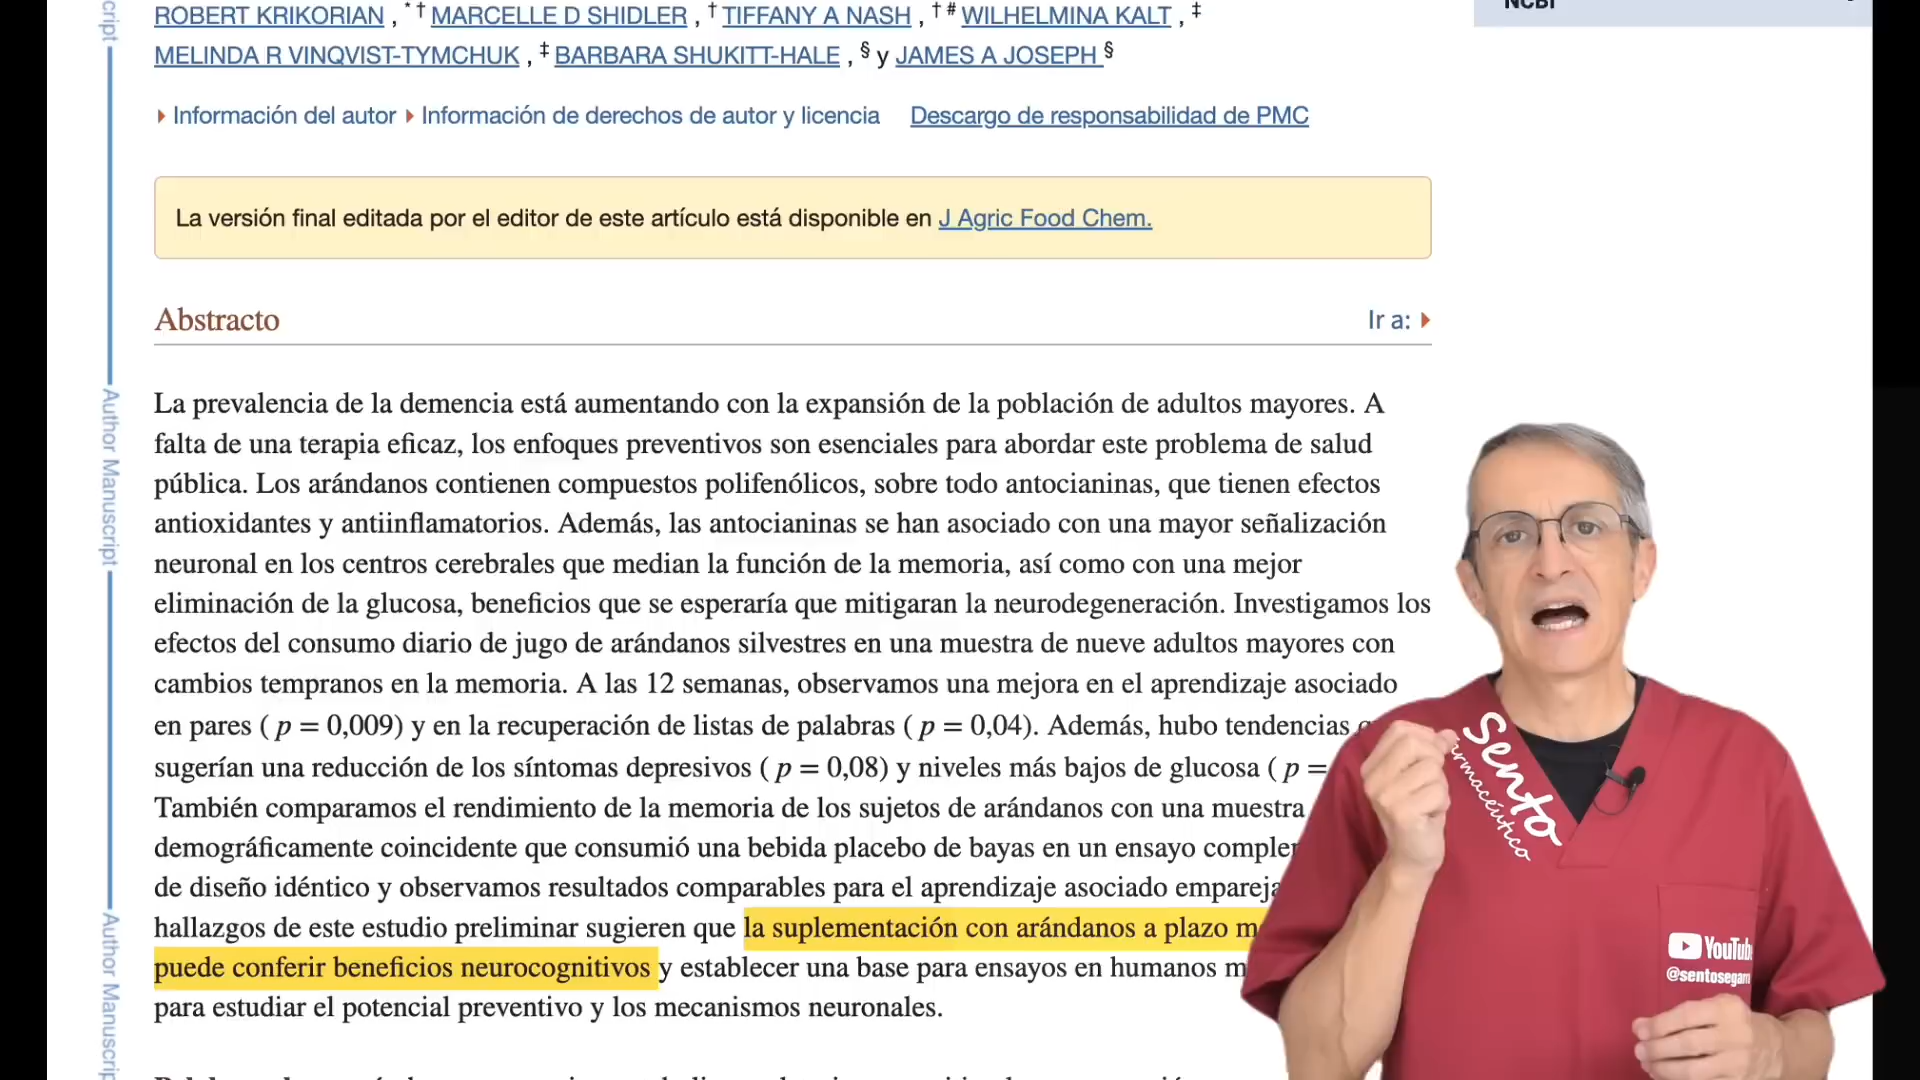 ROBERT KRIKORIAN , * † MARCELLE D SHIDLER , † TIFFANY A NASH , † # WILHELMINA KALT , ‡
MELINDA R VINQVIST-TYMCHUK , ‡ BARBARA SHUKITT-HALE , § y JAMES A JOSEPH §
Información del autor Información de derechos de autor y licencia Descargo de responsabilidad de PMC
La versión final editada por el editor de este artículo está disponible en J Agric Food Chem.
Abstracto
Ir a:
La prevalencia de la demencia está aumentando con la expansión de la población de adultos mayores. A
falta de una terapia eficaz, los enfoques preventivos son esenciales para abordar este problema de salud
pública. Los arándanos contienen compuestos polifenólicos, sobre todo antocianinas, que tienen efectos
antioxidantes y antiinflamatorios. Además, las antocianinas se han asociado con una mayor señalización
neuronal en los centros cerebrales que median la función de la memoria, así como con una mejor
eliminación de la glucosa, beneficios que se esperaría que mitigaran la neurodegeneración. Investigamos los
efectos del consumo diario de jugo de arándanos silvestres en una muestra de nueve adultos mayores con
cambios tempranos en la memoria. A las 12 semanas, observamos una mejora en el aprendizaje asociado
en pares ( p = 0,009) y en la recuperación de listas de palabras ( p = 0,04). Además, hubo tendencias
sugerían una reducción de los síntomas depresivos ( p = 0,08) y niveles más bajos de glucosa ( p =
También comparamos el rendimiento de la memoria de los sujetos de arándanos con una muestra
demográficamente coincidente que consumió una bebida placebo de bayas en un ensayo
de diseño idéntico y observamos resultados comparables para el aprendizaje asociado
hallazgos de este estudio preliminar sugieren que la suplementación con arándanos a plazo
puede conferir beneficios neurocognitivos y establecer una base para ensayos en humanos
para estudiar el potencial preventivo y los mecanismos neuronales.
Author Manuscript
NCBI
Sento
YouTube